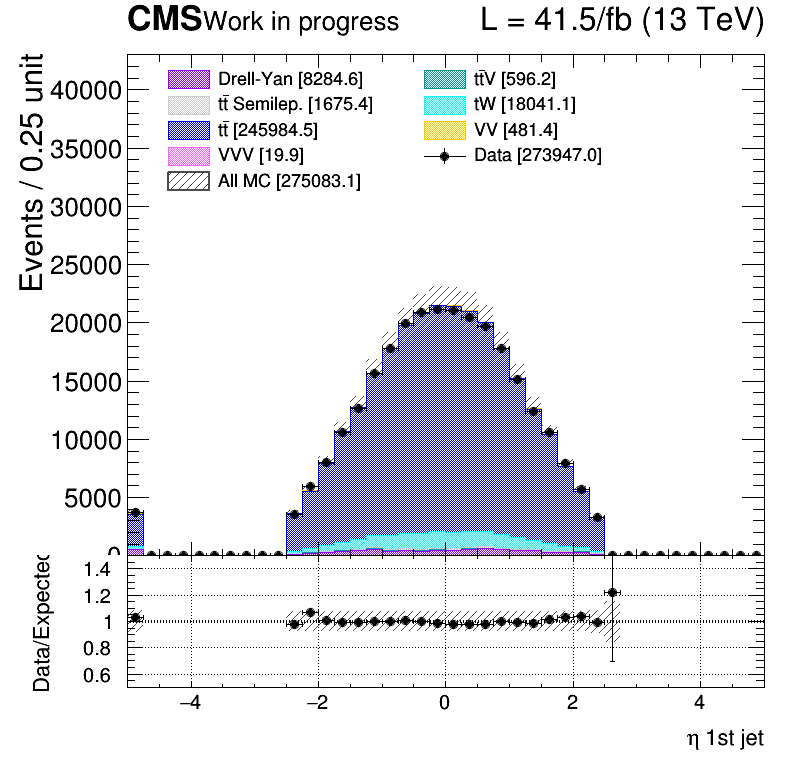 CMS Work in progress L = 41.5/fb (13 TeV)
Drell-Yan [8284.6] tt̄V [596.2]
tt̄ Semilep. [1675.4] tW [18041.1]
tt̄ [245984.5] VV [481.4]
VVV [19.9] Data [273947.0]
All MC [275083.1]
Events / 0.25 unit
40000
35000
30000
25000
20000
15000
10000
5000
0
Data/Expected
1.4
1.2
1
0.8
0.6
−4 −2 0 2 4
η 1st jet